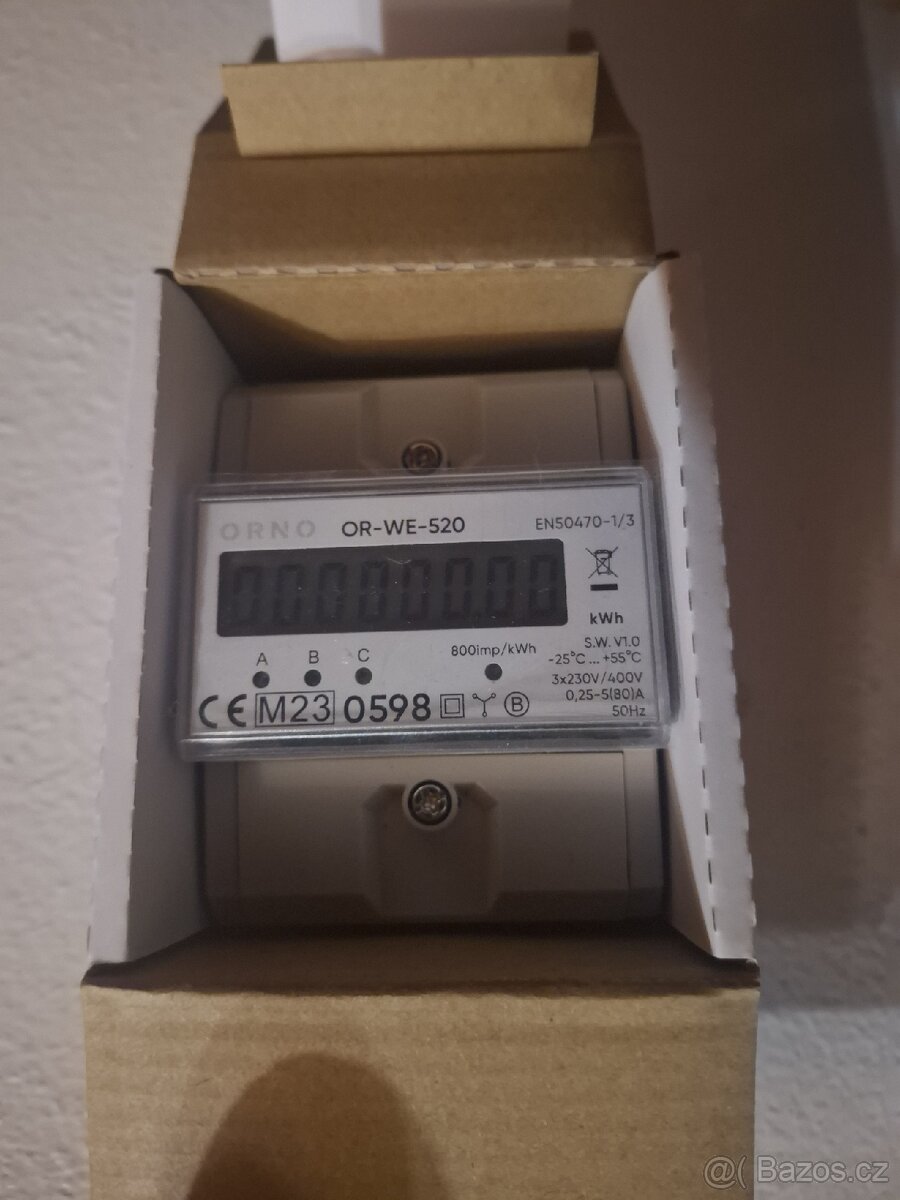 ORNO OR-WE-520 EN50470-1/3
00000000
kWh
S.W. V1.0
-25°C ... +55°C
A B C 800imp/kWh
3x230V/400V
0,25-5(80)A
50Hz
CE M23 0598 B
@( Bazos.cz